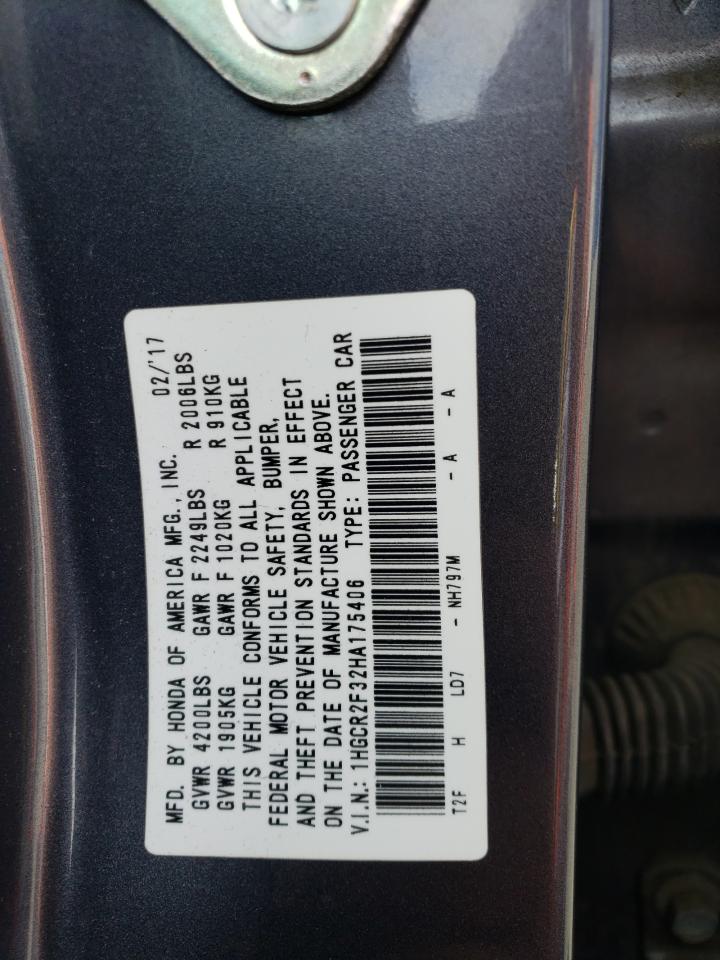 MFD. BY HONDA OF AMERICA MFG., INC. 02/'17
GVWR 4200LBS GAWR F 2249LBS R 2006LBS
GVWR 1905KG GAWR F 1020KG R 910KG
THIS VEHICLE CONFORMS TO ALL APPLICABLE
FEDERAL MOTOR VEHICLE SAFETY, BUMPER,
AND THEFT PREVENTION STANDARDS IN EFFECT
ON THE DATE OF MANUFACTURE SHOWN ABOVE.
V.I.N.: 1HGCR2F32HA175406 TYPE: PASSENGER CAR
T2F H LD7 - NH797M - A - A